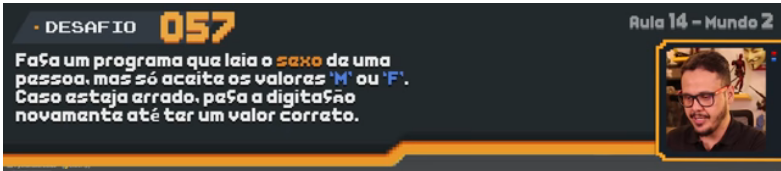 · DESAFIO 057
Aula 14 – Mundo 2
Faça um programa que leia o sexo de uma
pessoa, mas só aceite os valores 'M' ou 'F'.
Caso esteja errado, peça a digitação
novamente até ter um valor correto.